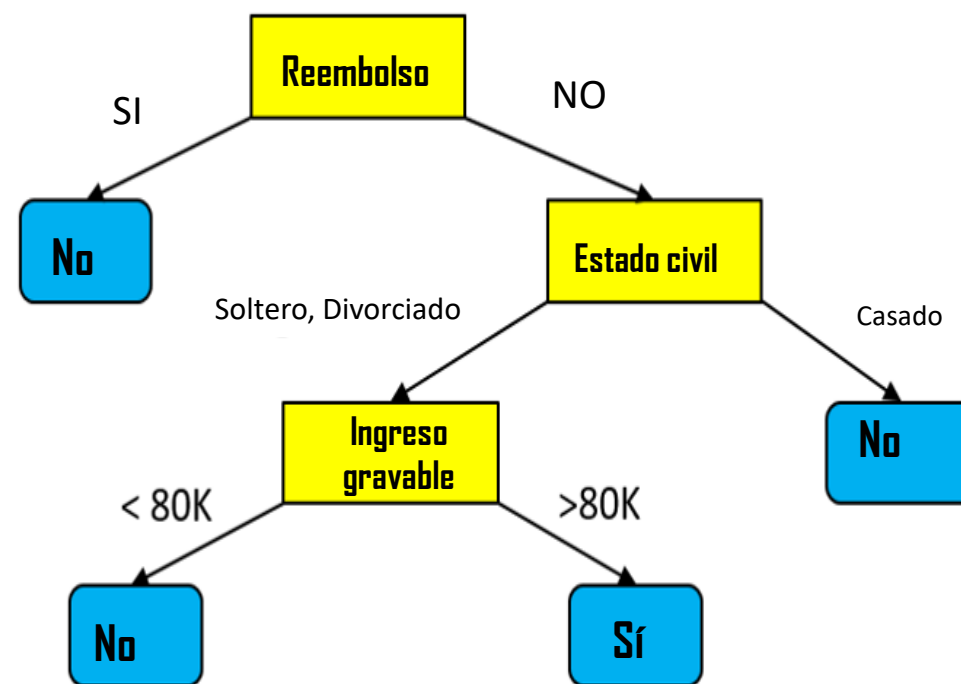 Reembolso
SI
NO
No
Estado civil
Soltero, Divorciado
Casado
Ingreso
gravable
No
< 80K
>80K
No
Sí